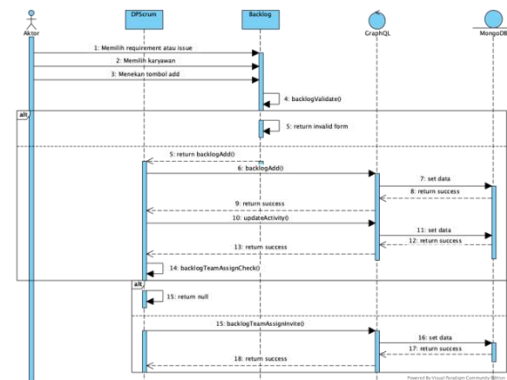 DPScrum
Backlog
Aktor
GraphQL
MongoDB
1: Memilih requirement atau issue
2: Memilih karyawan
3: Menekan tombol add
4: backlogValidate()
alt
5: return invalid form
5: return backlogAdd()
6: backlogAdd()
7: set data
8: return success
9: return success
10: updateActivity()
11: set data
12: return success
13: return success
14: backlogTeamAssignCheck()
alt
15: return null
15: backlogTeamAssignInvite()
16: set data
17: return success
18: return success
Powered By Visual Paradigm Community Edition